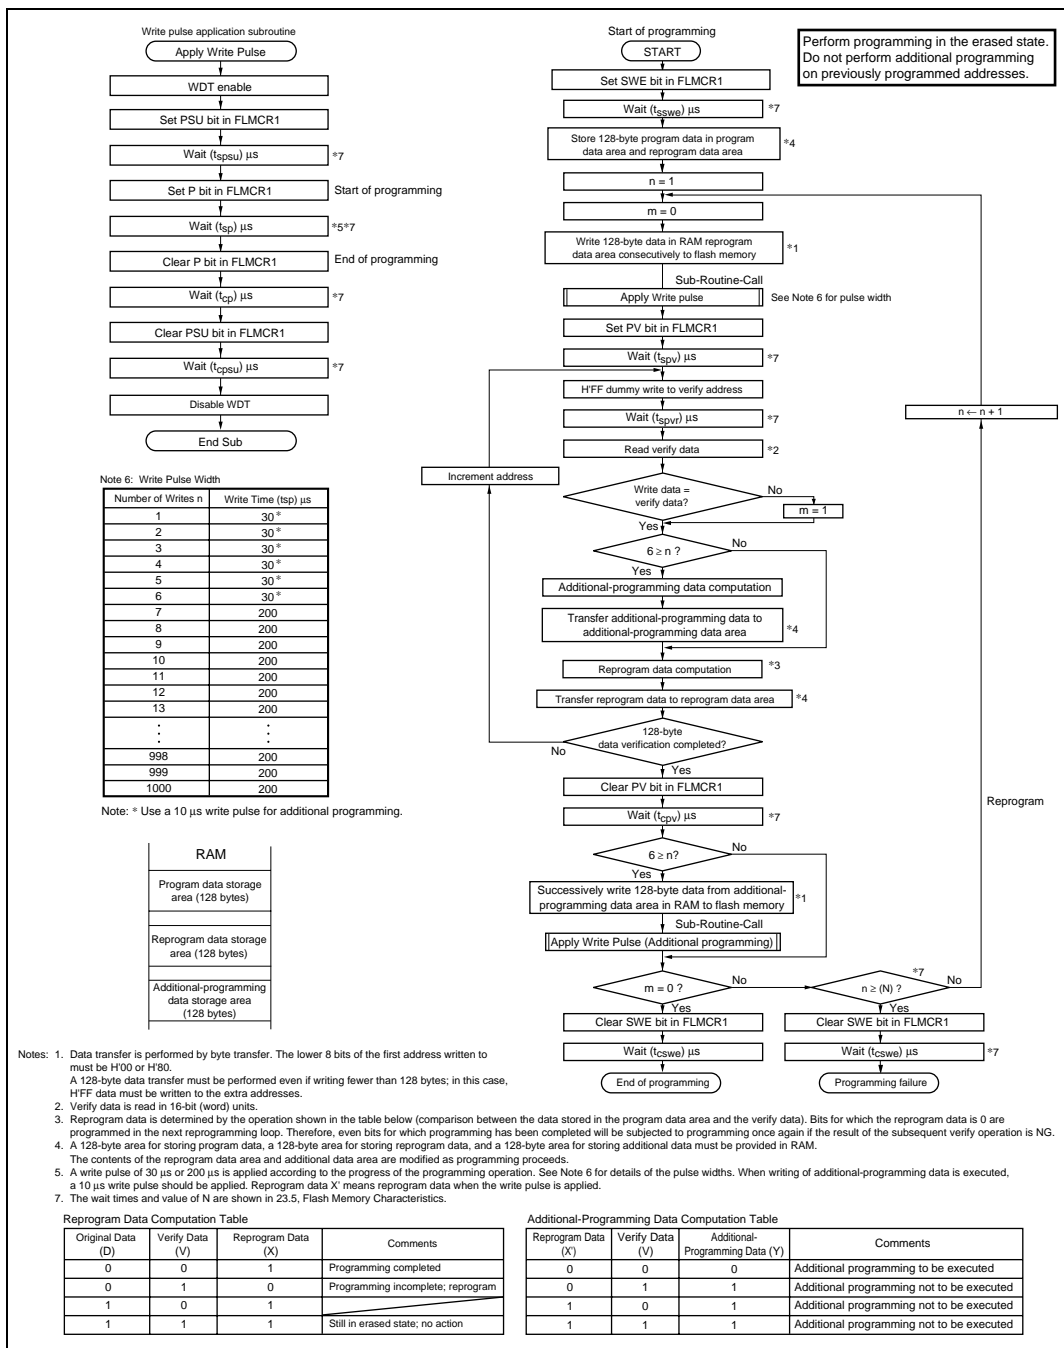 Write pulse application subroutine
Apply Write Pulse
WDT enable
Set PSU bit in FLMCR1
Wait (tspsu) μs
*7
Set P bit in FLMCR1
Start of programming
Wait (tsp) μs
*5*7
Clear P bit in FLMCR1
End of programming
Wait (tcp) μs
*7
Clear PSU bit in FLMCR1
Wait (tcpsu) μs
*7
Disable WDT
End Sub
Start of programming
START
Set SWE bit in FLMCR1
Wait (tsswe) μs
*7
Store 128-byte program data in program
data area and reprogram data area
*4
n = 1
m = 0
Write 128-byte data in RAM reprogram
data area consecutively to flash memory
*1
Sub-Routine-Call
Apply Write pulse
See Note 6 for pulse width
Set PV bit in FLMCR1
Wait (tspv) μs
*7
H'FF dummy write to verify address
Wait (tspvr) μs
*7
Read verify data
*2
Increment address
Write data =
verify data?
No
m = 1
Yes
6 ≥ n ?
No
Yes
Additional-programming data computation
Transfer additional-programming data to
additional-programming data area
*4
Reprogram data computation
*3
Transfer reprogram data to reprogram data area
*4
128-byte
data verification completed?
No
Yes
Clear PV bit in FLMCR1
Wait (tcpv) μs
*7
6 ≥ n?
No
Yes
Successively write 128-byte data from additional-
programming data area in RAM to flash memory
*1
Sub-Routine-Call
Apply Write Pulse (Additional programming)
m = 0 ?
No
Yes
Clear SWE bit in FLMCR1
Wait (tcswe) μs
End of programming
*7
n ≥ (N) ?
No
Yes
Clear SWE bit in FLMCR1
Wait (tcswe) μs
*7
Programming failure
n ← n + 1
Reprogram
Perform programming in the erased state.
Do not perform additional programming
on previously programmed addresses.
Note 6: Write Pulse Width
Number of Writes n Write Time (tsp) μs
1 30*
2 30*
3 30*
4 30*
5 30*
6 30*
7 200
8 200
9 200
10 200
11 200
12 200
13 200
⋮ ⋮
998 200
999 200
1000 200
Note: * Use a 10 μs write pulse for additional programming.
RAM
Program data storage
area (128 bytes)
Reprogram data storage
area (128 bytes)
Additional-programming
data storage area
(128 bytes)
Notes: 1. Data transfer is performed by byte transfer. The lower 8 bits of the first address written to
must be H'00 or H'80.
A 128-byte data transfer must be performed even if writing fewer than 128 bytes; in this case,
H'FF data must be written to the extra addresses.
2. Verify data is read in 16-bit (word) units.
3. Reprogram data is determined by the operation shown in the table below (comparison between the data stored in the program data area and the verify data). Bits for which the reprogram data is 0 are
programmed in the next reprogramming loop. Therefore, even bits for which programming has been completed will be subjected to programming once again if the result of the subsequent verify operation is NG.
4. A 128-byte area for storing program data, a 128-byte area for storing reprogram data, and a 128-byte area for storing additional data must be provided in RAM.
The contents of the reprogram data area and additional data area are modified as programming proceeds.
5. A write pulse of 30 μs or 200 μs is applied according to the progress of the programming operation. See Note 6 for details of the pulse widths. When writing of additional-programming data is executed,
a 10 μs write pulse should be applied. Reprogram data X' means reprogram data when the write pulse is applied.
7. The wait times and value of N are shown in 23.5, Flash Memory Characteristics.
Reprogram Data Computation Table
Original Data (D) Verify Data (V) Reprogram Data (X) Comments
0 0 1 Programming completed
0 1 0 Programming incomplete; reprogram
1 0 1
1 1 1 Still in erased state; no action
Additional-Programming Data Computation Table
Reprogram Data (X') Verify Data (V) Additional-Programming Data (Y) Comments
0 0 0 Additional programming to be executed
0 1 1 Additional programming not to be executed
1 0 1 Additional programming not to be executed
1 1 1 Additional programming not to be executed